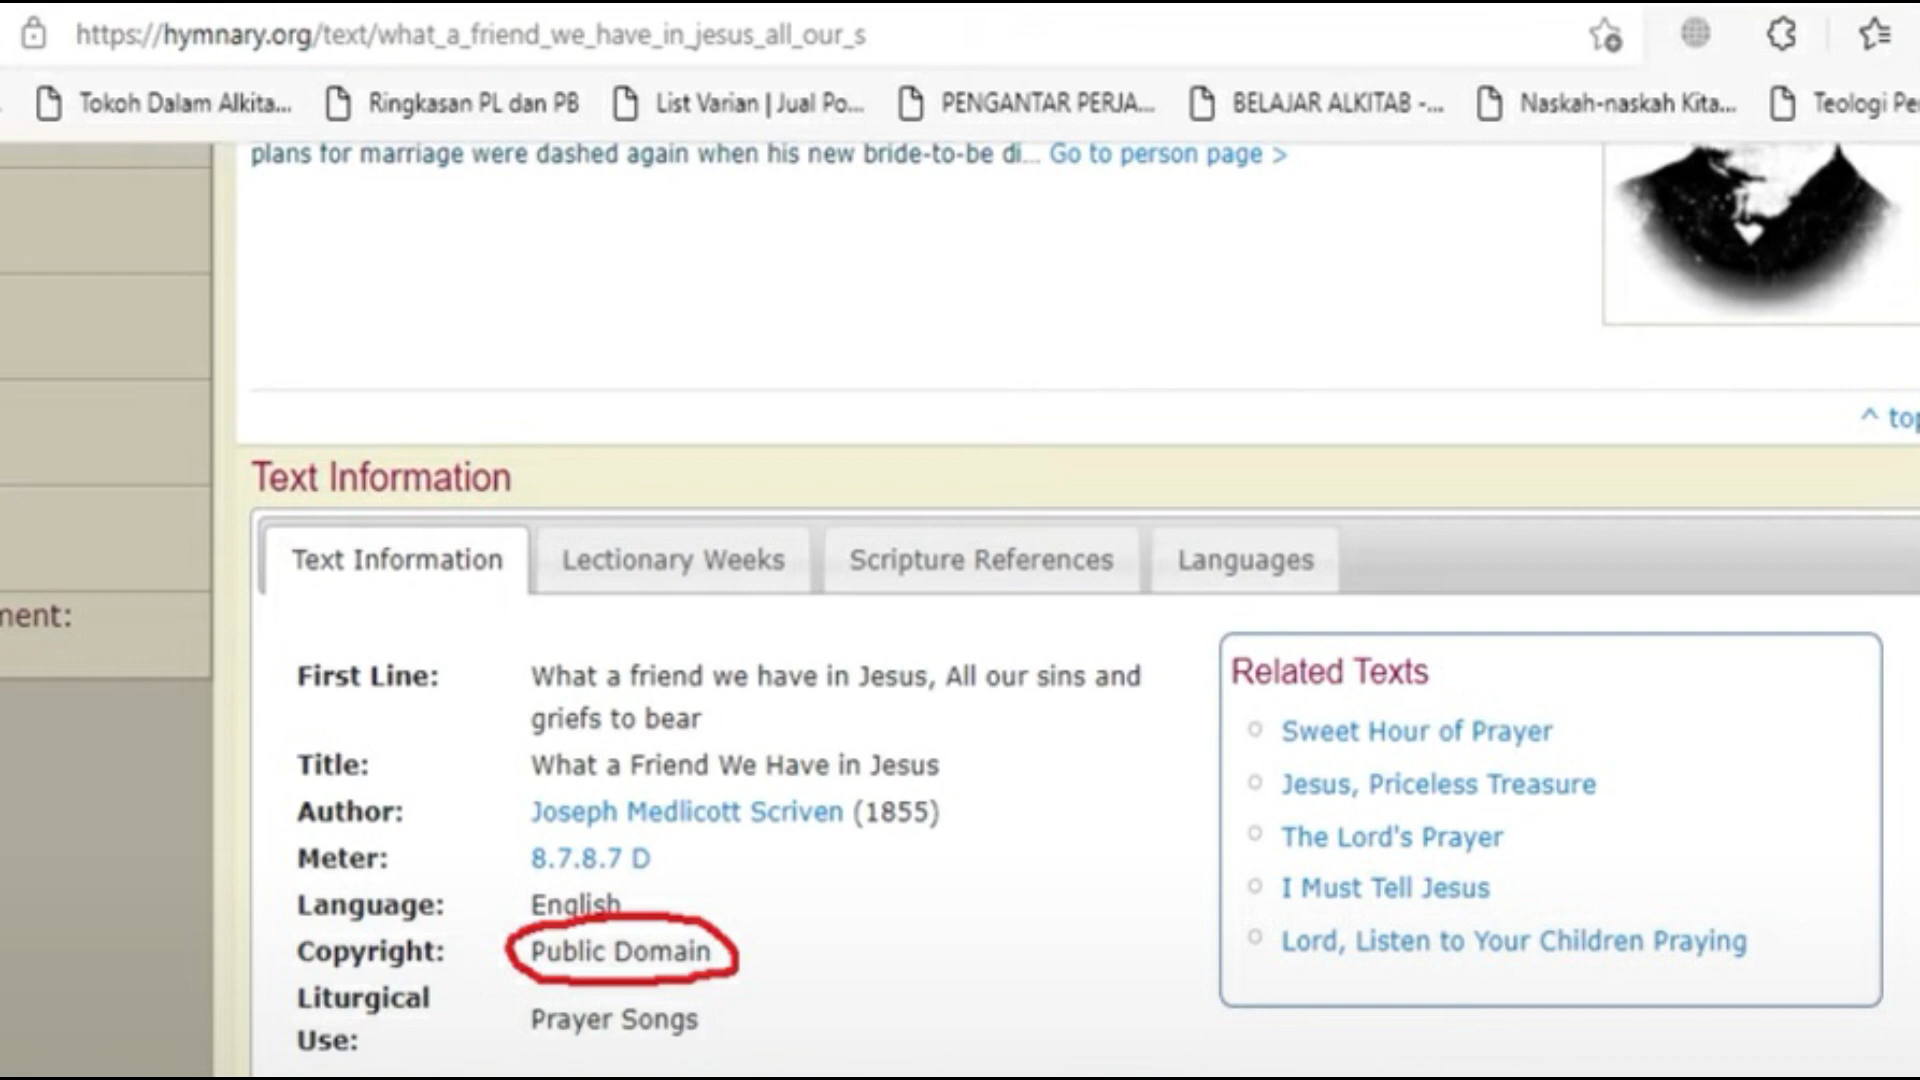 https://hymnary.org/text/what_a_friend_we_have_in_jesus_all_our_s
Tokoh Dalam Alkita... Ringkasan PL dan PB List Varian | Jual Po... PENGANTAR PERJA... BELAJAR ALKITAB -... Naskah-naskah Kita... Teologi Pe
plans for marriage were dashed again when his new bride-to-be di... Go to person page >
^ top
Text Information
Text Information Lectionary Weeks Scripture References Languages
ment:
First Line: What a friend we have in Jesus, All our sins and
griefs to bear
Title: What a Friend We Have in Jesus
Author: Joseph Medlicott Scriven (1855)
Meter: 8.7.8.7 D
Language: English
Copyright: Public Domain
Liturgical
Use: Prayer Songs
Related Texts
Sweet Hour of Prayer
Jesus, Priceless Treasure
The Lord's Prayer
I Must Tell Jesus
Lord, Listen to Your Children Praying